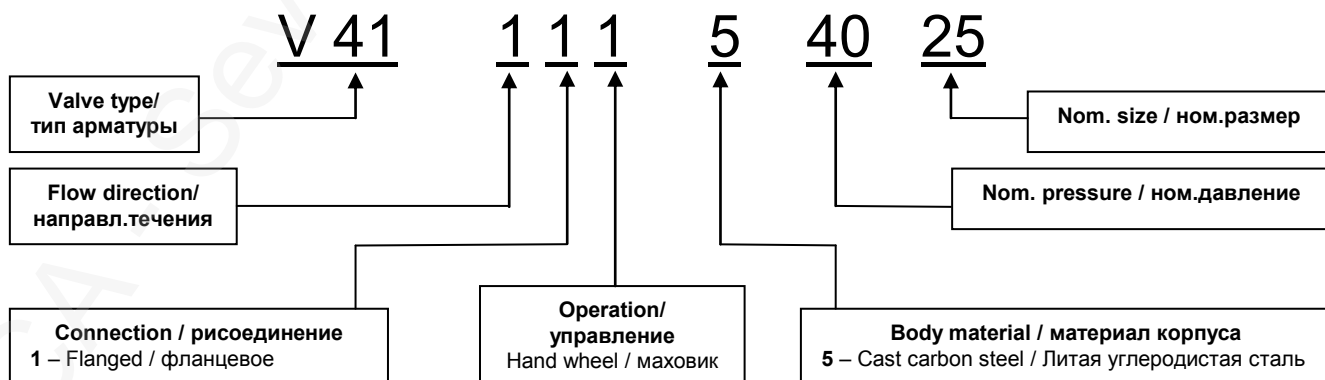 V 41 1 1 1 5 40 25
Valve type/
тип арматуры
Nom. size / ном.размер
Flow direction/
направл.течения
Nom. pressure / ном.давление
Connection / рисоединение
1 – Flanged / фланцевое
Operation/
управление
Hand wheel / маховик
Body material / материал корпуса
5 – Cast carbon steel / Литая углеродистая сталь